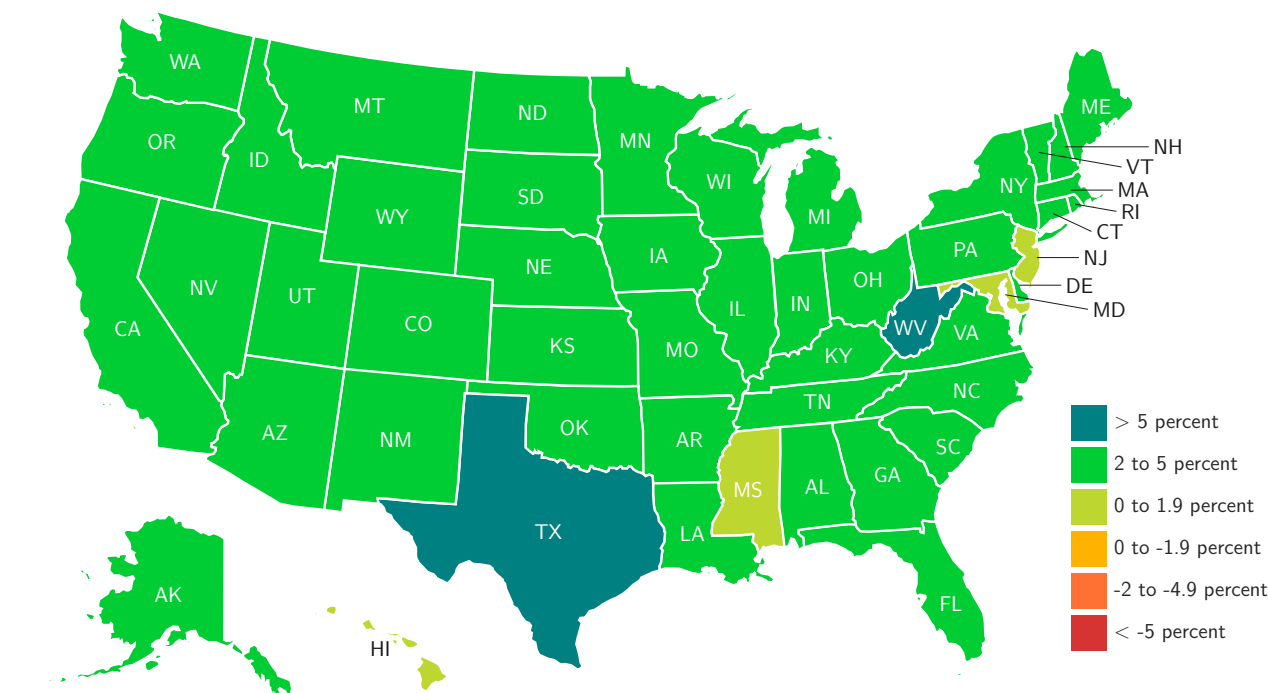 WA
MT
ND
MN
ME
OR
ID
NH
VT
SD
WI
NY
MA
WY
MI
RI
CT
IA
PA
NJ
NE
OH
NV
UT
DE
IL
IN
MD
CO
CA
WV
VA
KS
MO
KY
NC
TN
> 5 percent
AZ
NM
OK
AR
SC
2 to 5 percent
MS
AL
GA
0 to 1.9 percent
TX
LA
0 to -1.9 percent
AK
FL
-2 to -4.9 percent
HI
< -5 percent